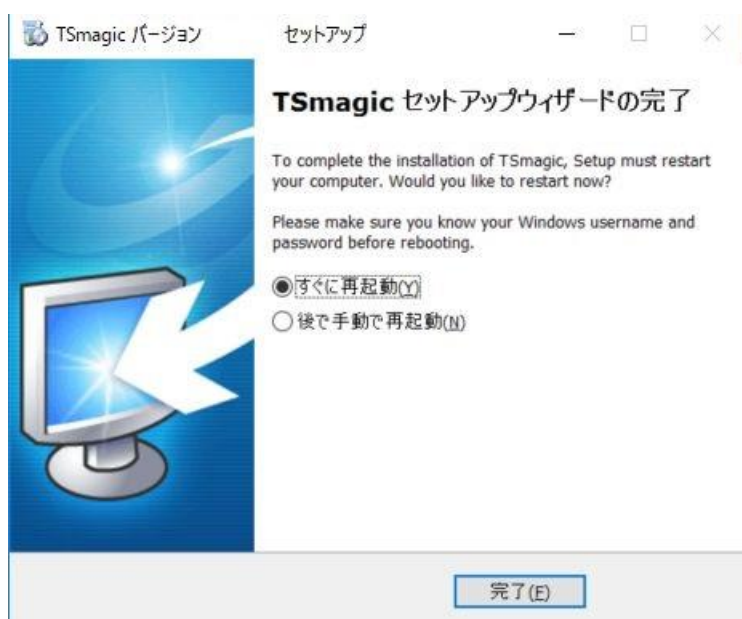 TSmagic バージョン セットアップ
TSmagic セットアップウィザードの完了
To complete the installation of TSmagic, Setup must restart
your computer. Would you like to restart now?
Please make sure you know your Windows username and
password before rebooting.
すぐに再起動(Y)
後で手動で再起動(N)
完了(F)